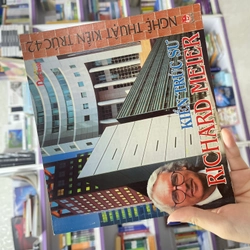 NGHỆ THUẬT KIẾN TRÚC 42
KIẾN TRÚC SƯ
RICHARD MEIER